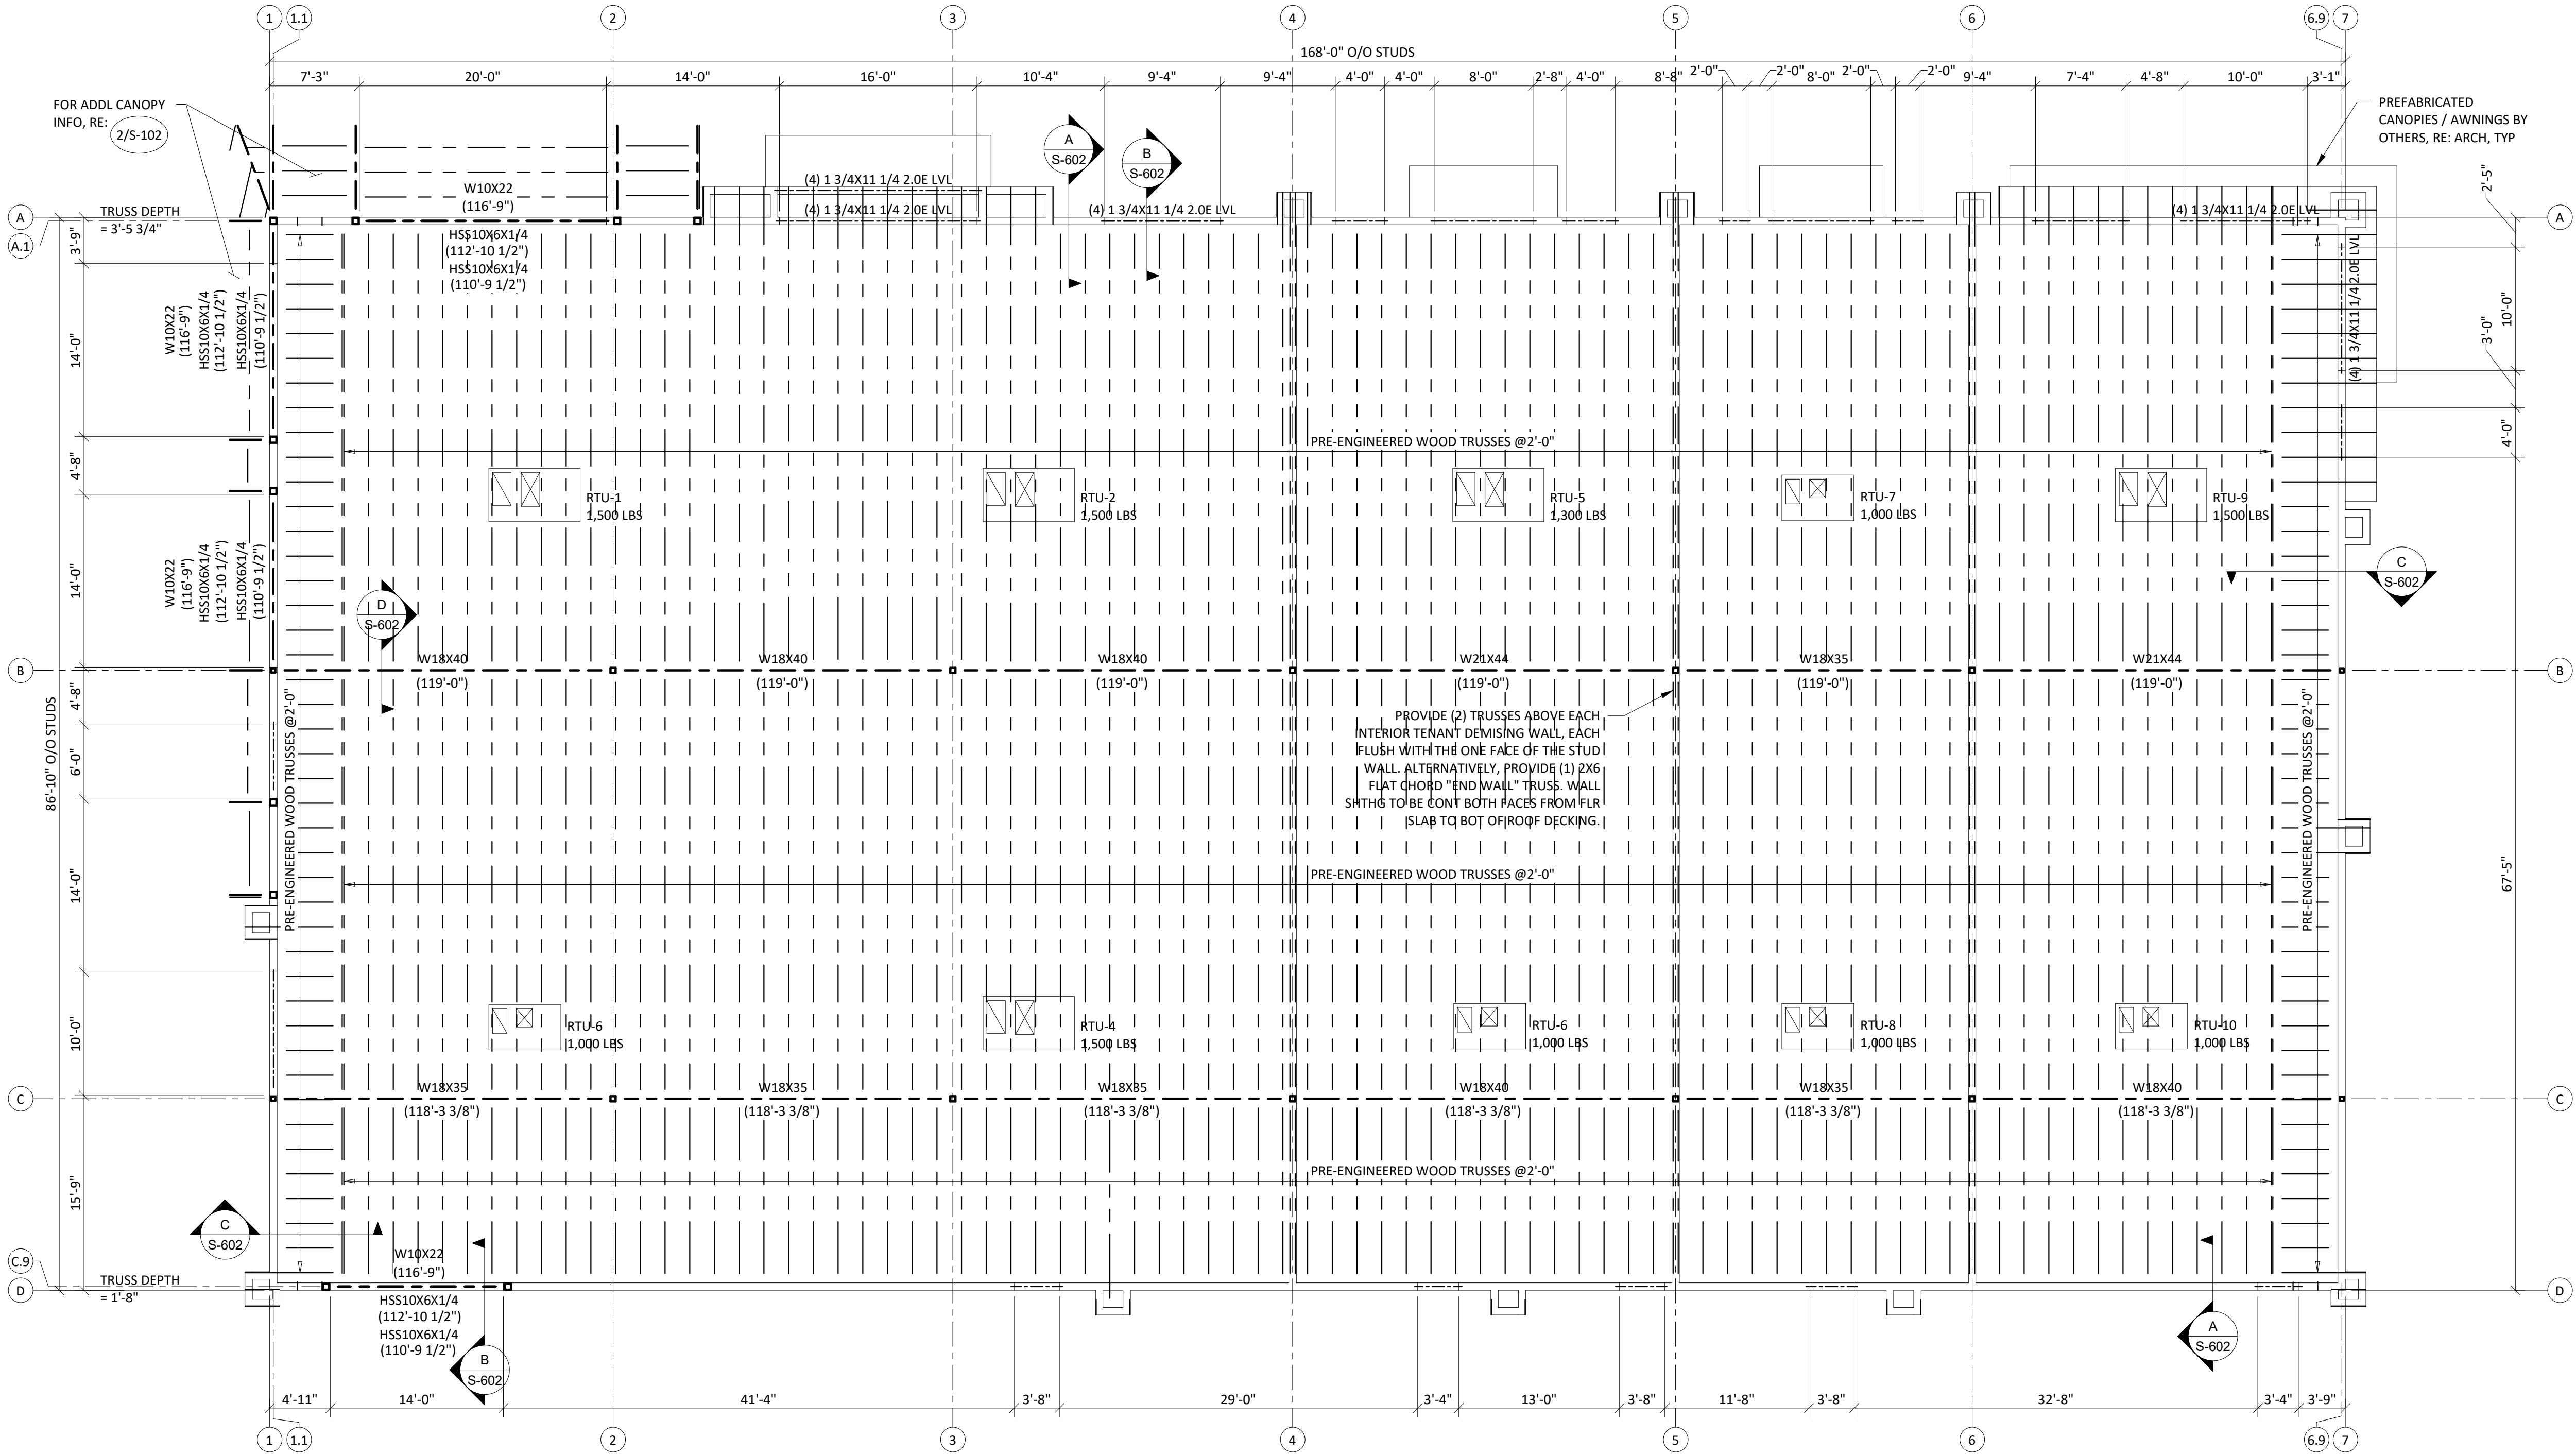 1
1.1
2
3
4
5
6
6.9
7
168'-0" O/O STUDS
7'-3"
20'-0"
14'-0"
16'-0"
10'-4"
9'-4"
9'-4"
4'-0"
4'-0"
8'-0"
2'-8"
4'-0"
8'-8"
2'-0"
2'-0"
8'-0"
2'-0"
2'-0"
9'-4"
7'-4"
4'-8"
10'-0"
3'-1"
FOR ADDL CANOPY
INFO, RE:
2/S-102
PREFABRICATED
CANOPIES / AWNINGS BY
OTHERS, RE: ARCH, TYP
A
S-602
B
S-602
W10X22
(116'-9")
(4) 1 3/4X11 1/4 2.0E LVL
(4) 1 3/4X11 1/4 2.0E LVL
(4) 1 3/4X11 1/4 2.0E LVL
(4) 1 3/4X11 1/4 2.0E LVL
A
A.1
TRUSS DEPTH
= 3'-5 3/4"
A
HSS10X6X1/4
(112'-10 1/2")
HSS10X6X1/4
(110'-9 1/2")
2'-5"
10'-0"
3'-0"
4'-0"
67'-5"
(4) 1 3/4X11 1/4 2.0E LVL
3'-9"
14'-0"
4'-8"
14'-0"
4'-8"
6'-0"
14'-0"
10'-0"
15'-9"
86'-10" O/O STUDS
W10X22
(116'-9")
HSS10X6X1/4
(112'-10 1/2")
HSS10X6X1/4
(110'-9 1/2")
W10X22
(116'-9")
HSS10X6X1/4
(112'-10 1/2")
HSS10X6X1/4
(110'-9 1/2")
PRE-ENGINEERED WOOD TRUSSES @2'-0"
RTU-1
1,500 LBS
RTU-2
1,500 LBS
RTU-5
1,300 LBS
RTU-7
1,000 LBS
RTU-9
1,500 LBS
D
S-602
C
S-602
B
W18X40
(119'-0")
W18X40
(119'-0")
W18X40
(119'-0")
W21X44
(119'-0")
W18X35
(119'-0")
W21X44
(119'-0")
B
PRE-ENGINEERED WOOD TRUSSES @2'-0"
PRE-ENGINEERED WOOD TRUSSES @2'-0"
PROVIDE (2) TRUSSES ABOVE EACH
INTERIOR TENANT DEMISING WALL, EACH
FLUSH WITH THE ONE FACE OF THE STUD
WALL. ALTERNATIVELY, PROVIDE (1) 2X6
FLAT CHORD "END WALL" TRUSS. WALL
SHTHG TO BE CONT BOTH FACES FROM FLR
SLAB TO BOT OF ROOF DECKING.
PRE-ENGINEERED WOOD TRUSSES @2'-0"
RTU-6
1,000 LBS
RTU-4
1,500 LBS
RTU-6
1,000 LBS
RTU-8
1,000 LBS
RTU-10
1,000 LBS
C
W18X35
(118'-3 3/8")
W18X35
(118'-3 3/8")
W18X35
(118'-3 3/8")
W18X40
(118'-3 3/8")
W18X35
(118'-3 3/8")
W18X40
(118'-3 3/8")
C
PRE-ENGINEERED WOOD TRUSSES @2'-0"
C
S-602
C.9
D
TRUSS DEPTH
= 1'-8"
W10X22
(116'-9")
HSS10X6X1/4
(112'-10 1/2")
HSS10X6X1/4
(110'-9 1/2")
B
S-602
A
S-602
D
4'-11"
14'-0"
41'-4"
3'-8"
29'-0"
3'-4"
13'-0"
3'-8"
11'-8"
3'-8"
32'-8"
3'-4"
3'-9"
1
1.1
2
3
4
5
6
6.9
7